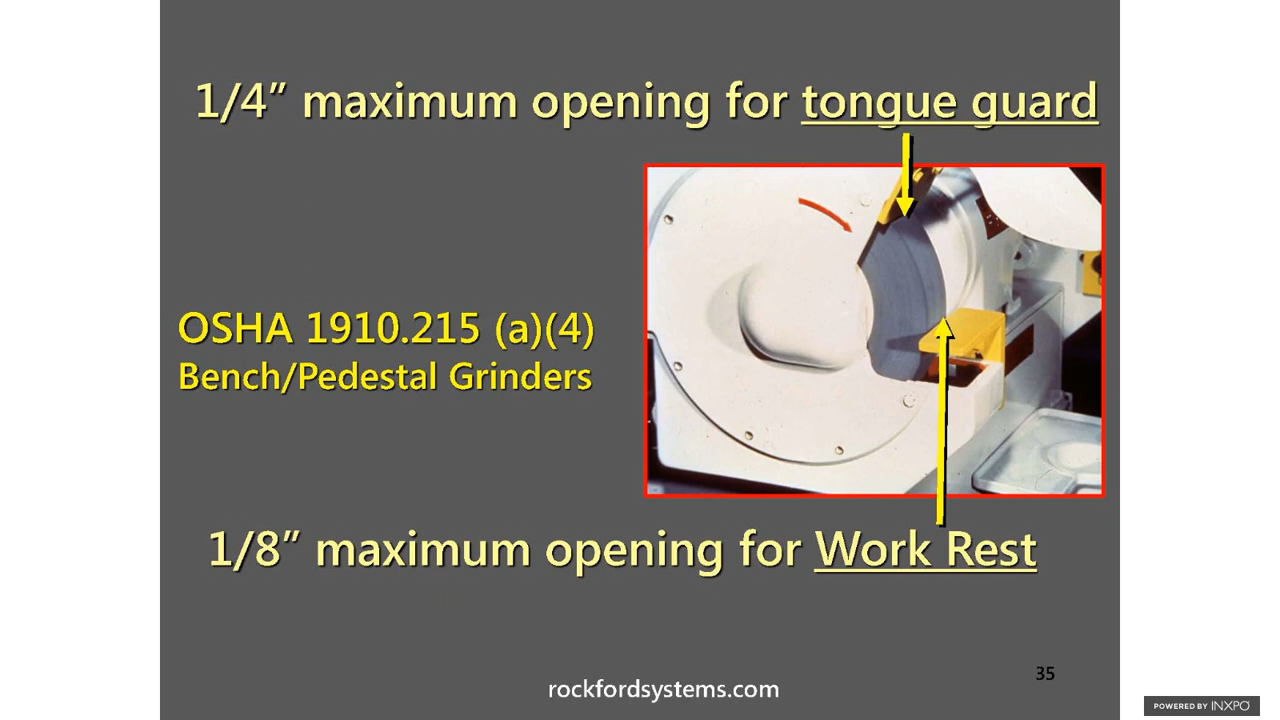 1/4” maximum opening for tongue guard
OSHA 1910.215 (a)(4)
Bench/Pedestal Grinders
1/8” maximum opening for Work Rest
35
rockfordsystems.com
POWERED BY INXPO